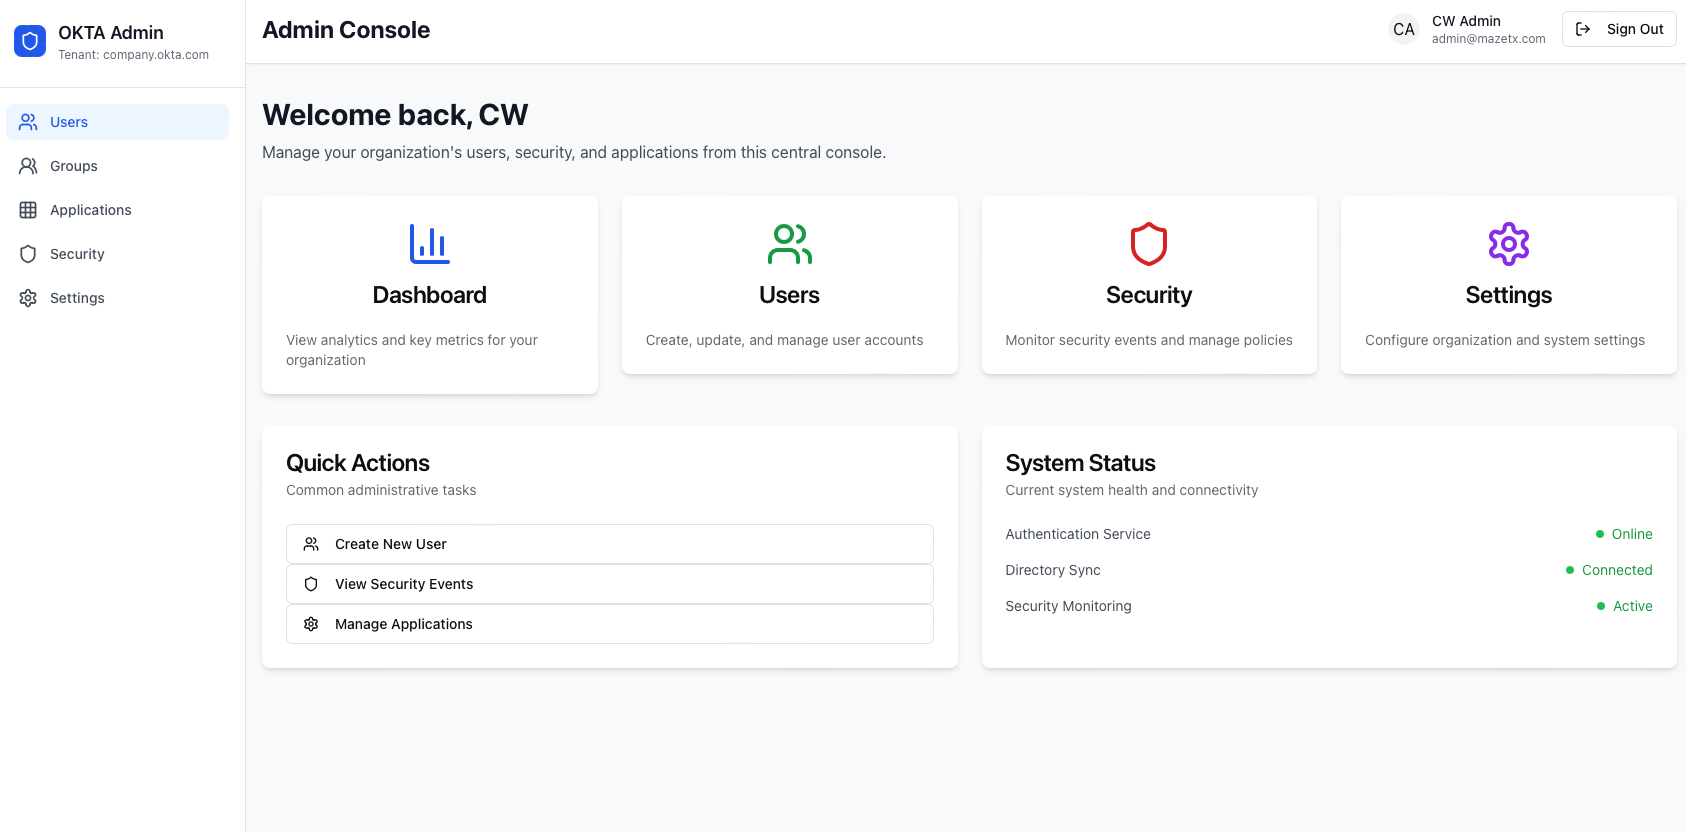 OKTA Admin
Tenant: company.okta.com
Users
Groups
Applications
Security
Settings
Admin Console
CA
CW Admin
admin@mazetx.com
Sign Out
Welcome back, CW
Manage your organization's users, security, and applications from this central console.
Dashboard
View analytics and key metrics for your
organization
Users
Create, update, and manage user accounts
Security
Monitor security events and manage policies
Settings
Configure organization and system settings
Quick Actions
Common administrative tasks
Create New User
View Security Events
Manage Applications
System Status
Current system health and connectivity
Authentication Service
Online
Directory Sync
Connected
Security Monitoring
Active